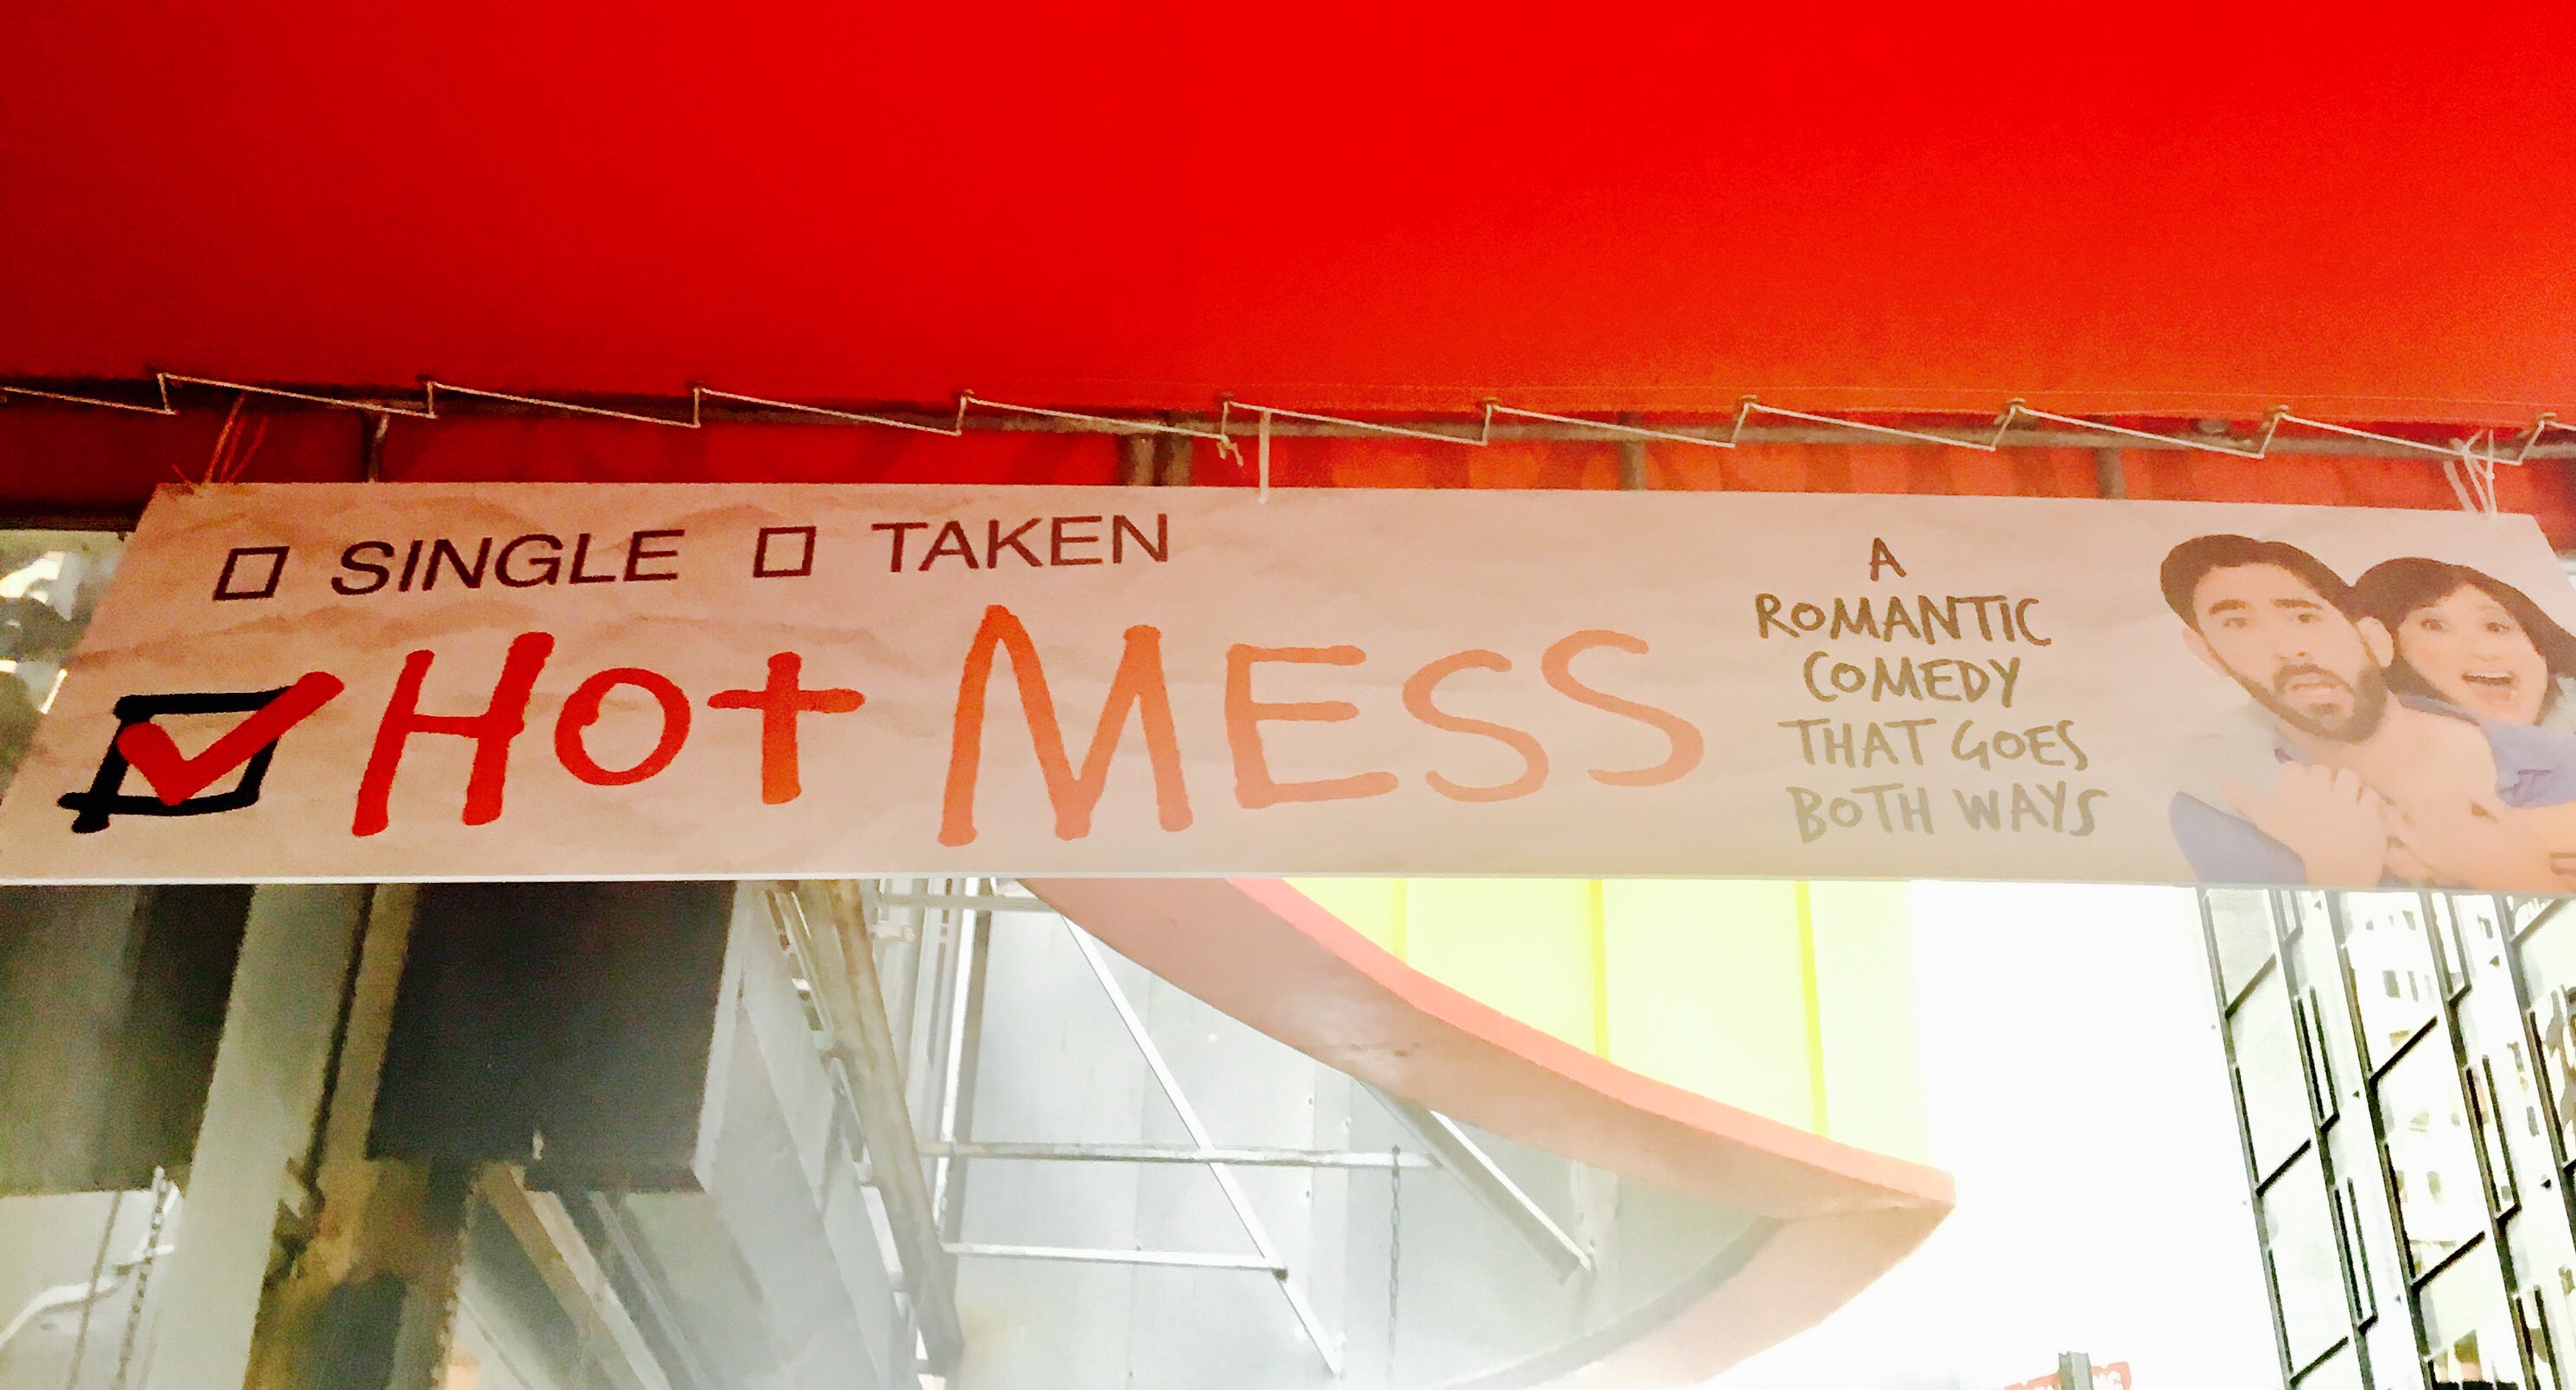 SINGLE TAKEN
Hot MESS
A
ROMANTIC
COMEDY
THAT GOES
BOTH WAYS